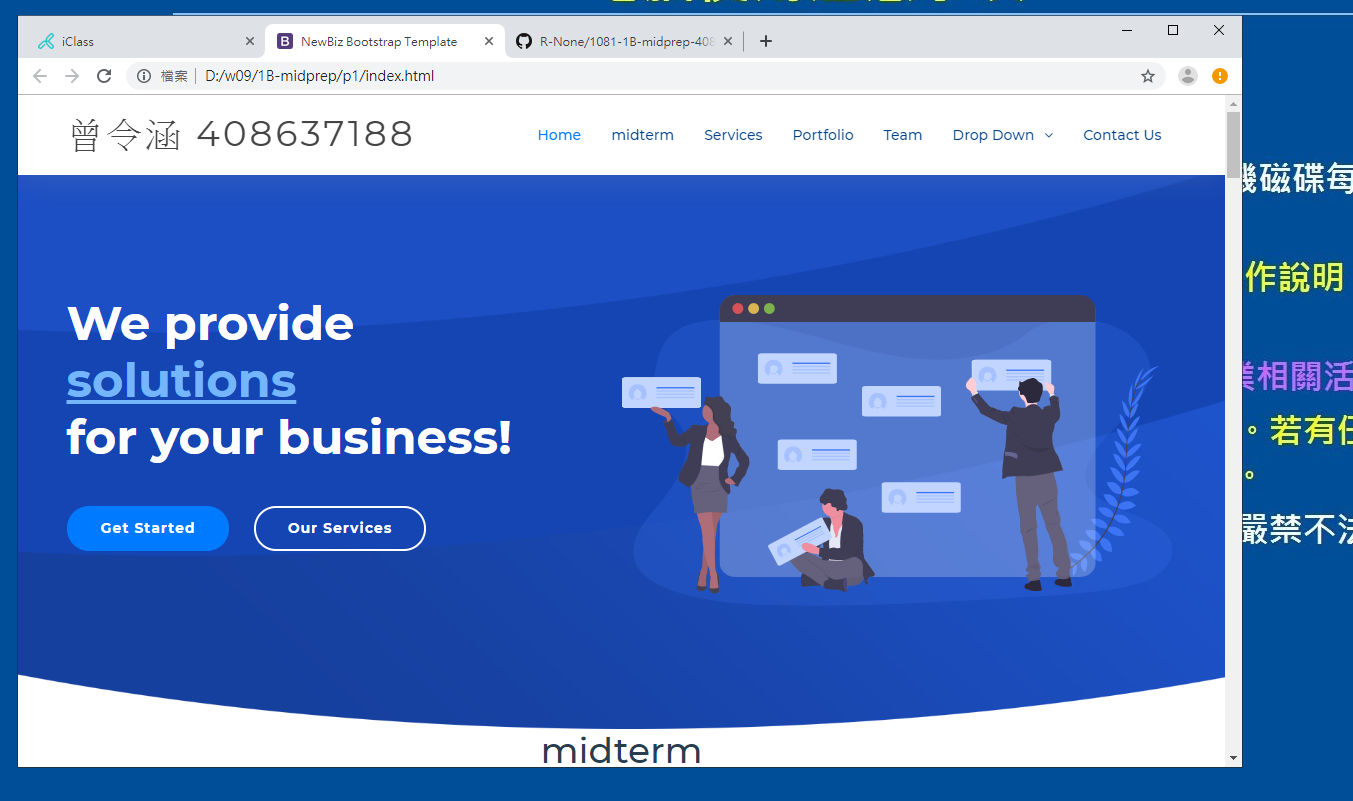 iClass
NewBiz Bootstrap Template
R-None/1081-1B-midprep-408
檔案
D:/w09/1B-midprep/p1/index.html
曾令涵 408637188
Home
midterm
Services
Portfolio
Team
Drop Down
Contact Us
We provide
solutions
for your business!
Get Started
Our Services
midterm
機磁碟每
作說明
業相關活
。若有任
。
嚴禁不法